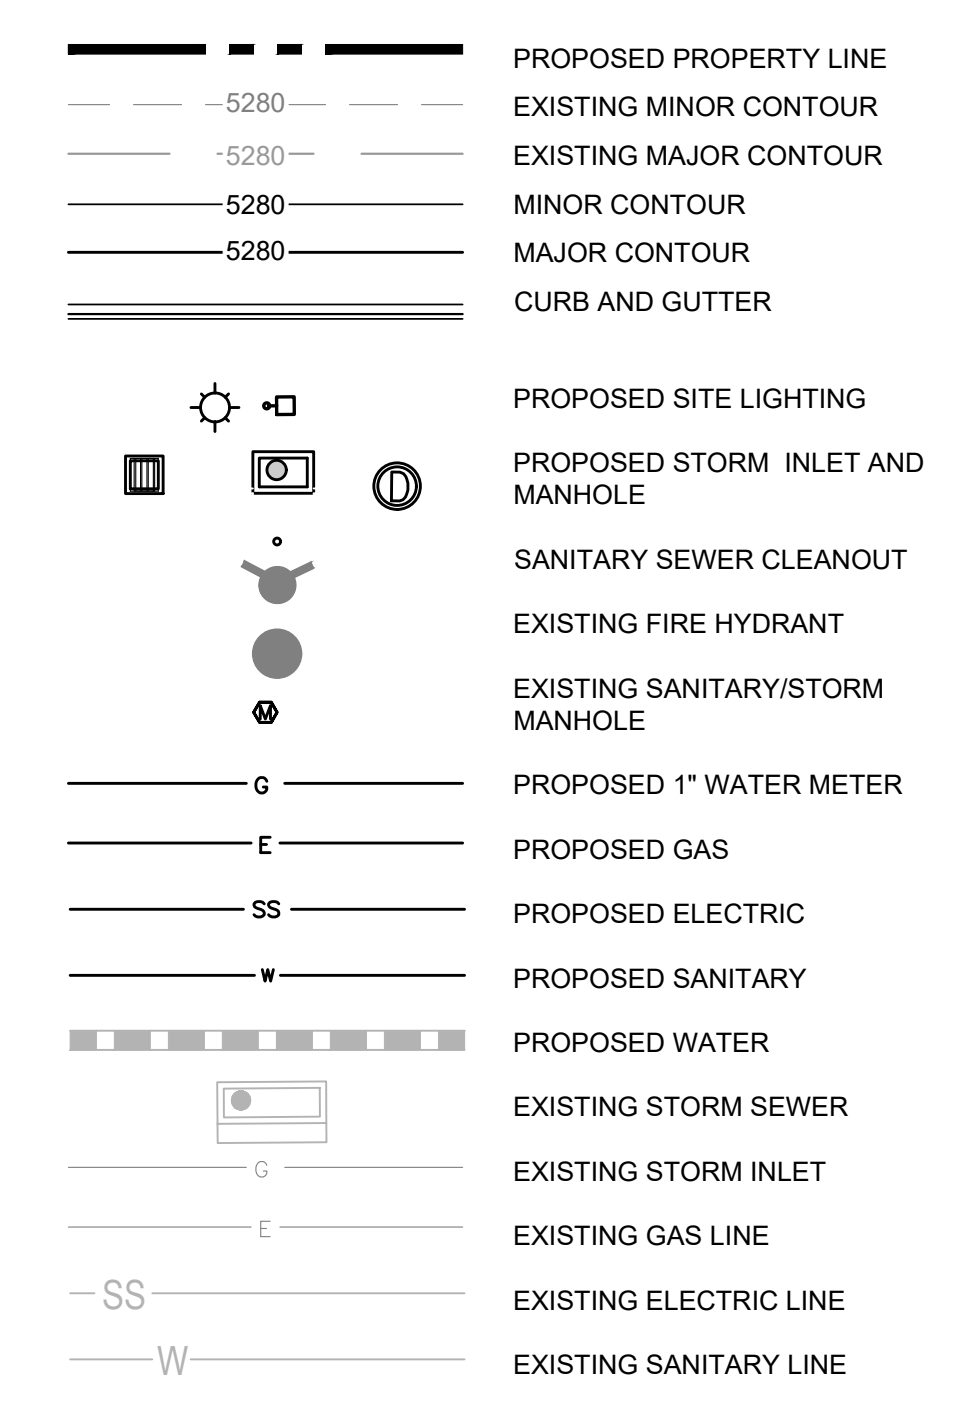 PROPOSED PROPERTY LINE
5280 EXISTING MINOR CONTOUR
5280 EXISTING MAJOR CONTOUR
5280 MINOR CONTOUR
5280 MAJOR CONTOUR
CURB AND GUTTER
PROPOSED SITE LIGHTING
PROPOSED STORM INLET AND
MANHOLE
D
SANITARY SEWER CLEANOUT
EXISTING FIRE HYDRANT
EXISTING SANITARY/STORM
MANHOLE
M
G PROPOSED 1" WATER METER
E PROPOSED GAS
SS PROPOSED ELECTRIC
W PROPOSED SANITARY
PROPOSED WATER
EXISTING STORM SEWER
G EXISTING STORM INLET
E EXISTING GAS LINE
SS EXISTING ELECTRIC LINE
W EXISTING SANITARY LINE